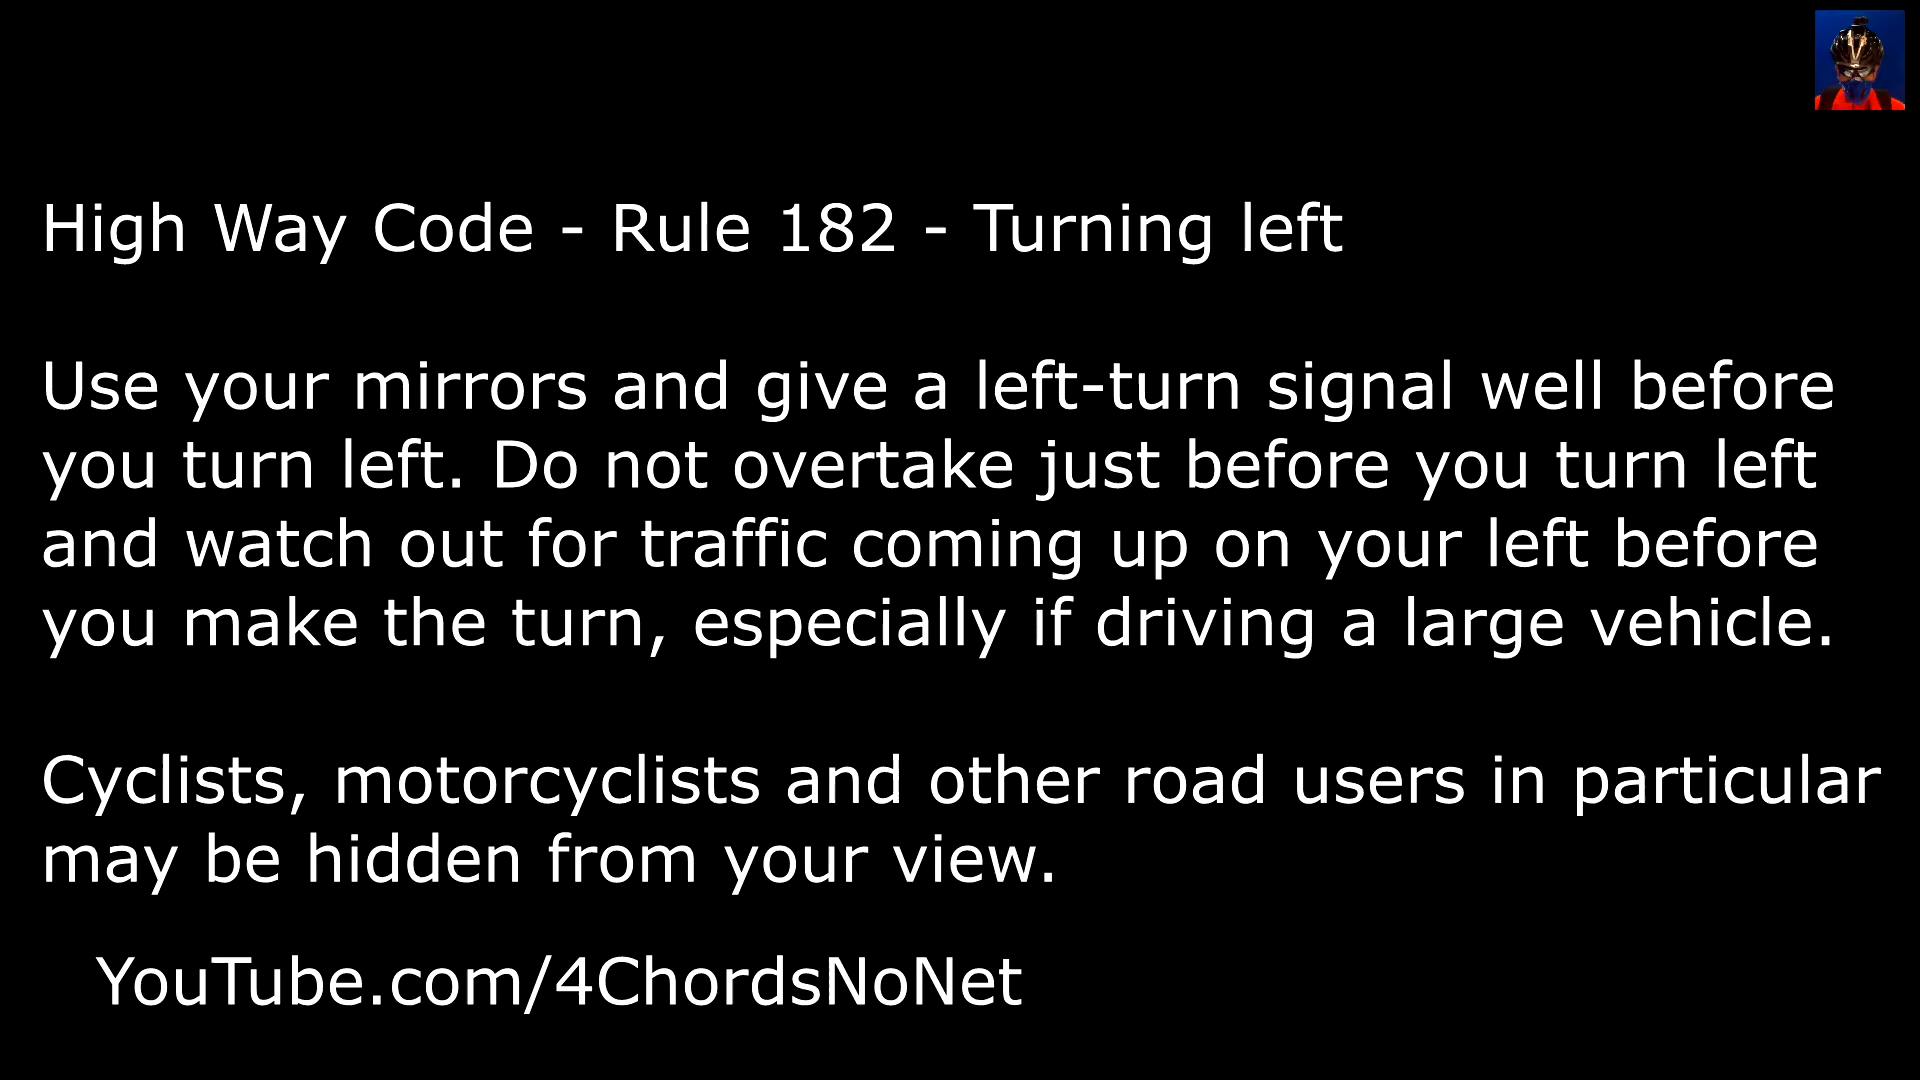 High Way Code - Rule 182 - Turning left
Use your mirrors and give a left-turn signal well before
you turn left. Do not overtake just before you turn left
and watch out for traffic coming up on your left before
you make the turn, especially if driving a large vehicle.
Cyclists, motorcyclists and other road users in particular
may be hidden from your view.
YouTube.com/4ChordsNoNet